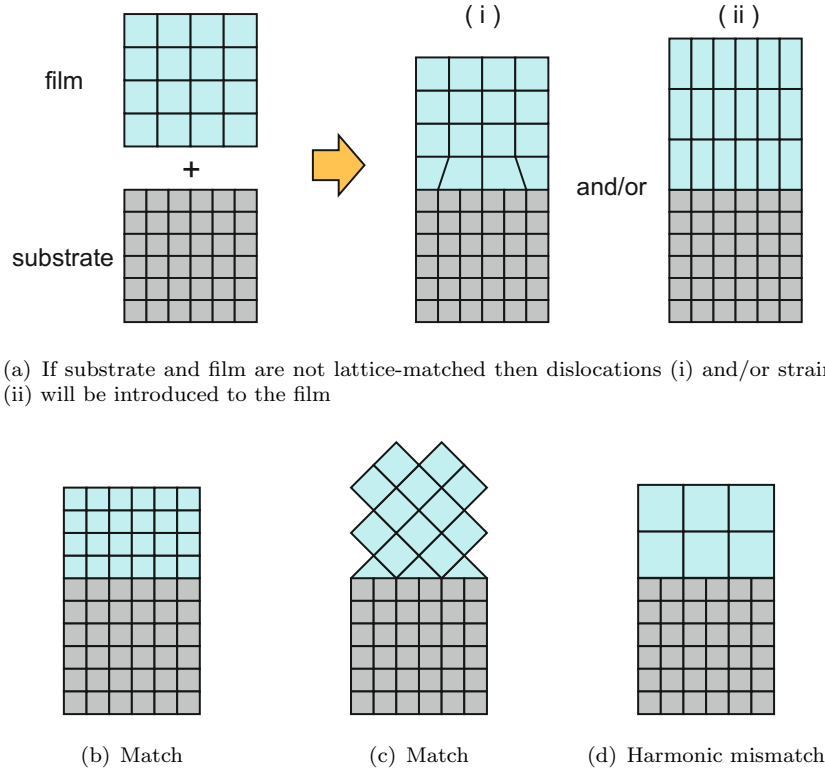 ( i )
( ii )
film
+
and/or
substrate
(a) If substrate and film are not lattice-matched then dislocations (i) and/or strain
(ii) will be introduced to the film
(b) Match
(c) Match
(d) Harmonic mismatch